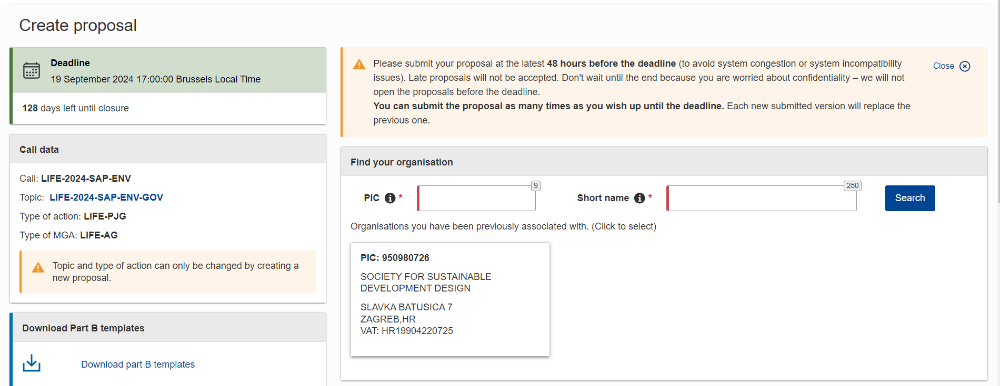 Create proposal
Deadline
19 September 2024 17:00:00 Brussels Local Time
128 days left until closure
Call data
Call: LIFE-2024-SAP-ENV
Topic: LIFE-2024-SAP-ENV-GOV
Type of action: LIFE-PJG
Type of MGA: LIFE-AG
Topic and type of action can only be changed by creating a
new proposal.
Download Part B templates
Download part B templates
Please submit your proposal at the latest 48 hours before the deadline (to avoid system congestion or system incompatibility
issues). Late proposals will not be accepted. Don't wait until the end because you are worried about confidentiality – we will not
open the proposals before the deadline.
You can submit the proposal as many times as you wish up until the deadline. Each new submitted version will replace the
previous one.
Close
Find your organisation
PIC * 9
Short name * 250
Search
Organisations you have been previously associated with. (Click to select)
PIC: 950980726
SOCIETY FOR SUSTAINABLE
DEVELOPMENT DESIGN
SLAVKA BATUSICA 7
ZAGREB,HR
VAT: HR19904220725